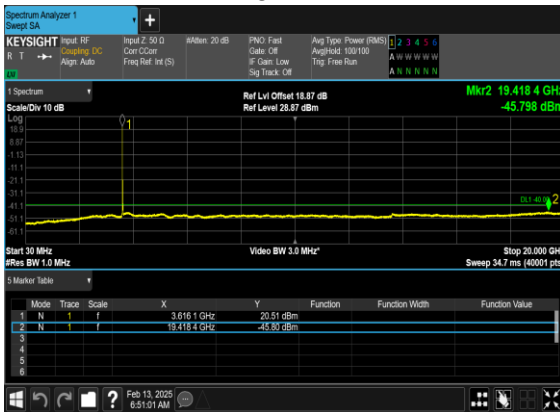 Spectrum Analyzer 1
Swept SA
KEYSIGHT Input: RF Input Z: 50 Ω #Atten: 20 dB PNO: Fast Avg Type: Power (RMS) 1 2 3 4 5 6
R T Coupling: DC Corr CCorr Gate: Off Avg|Hold: 100/100 A W W W W W
Align: Auto Freq Ref: Int (S) IF Gain: Low Trig: Free Run
Sig Track: Off A N N N N N
1 Spectrum Ref Lvl Offset 18.87 dB Mkr2 19.418 4 GHz
Scale/Div 10 dB Ref Level 28.87 dBm -45.798 dBm
Log
18.9 1
8.87
-1.13
-11.1
-21.1
-31.1
-41.1 2
-51.1
-61.1
Start 30 MHz Video BW 3.0 MHz* Stop 20.000 GHz
#Res BW 1.0 MHz Sweep 34.7 ms (40001 pts)
5 Marker Table
Mode Trace Scale X Y Function Function Width Function Value
1 N 1 f 3.616 1 GHz 20.51 dBm
2 N 1 f 19.418 4 GHz -45.80 dBm
3
4
5
6
? Feb 13, 2025
6:51:01 AM